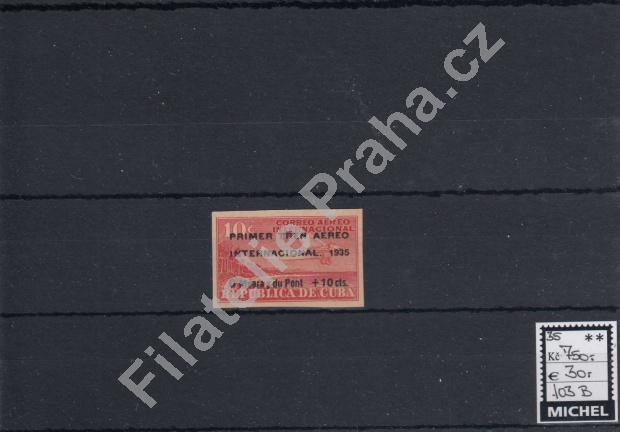 Filatelie Praha.cz
10c
CORREO AEREO
INTERNACIONAL
PRIMER TREN AEREO
INTERNACIONAL. 1935
du Pont +10 cts.
REPUBLICA DE CUBA
35 **
Kč 750,-
€ 30,-
103 B
MICHEL